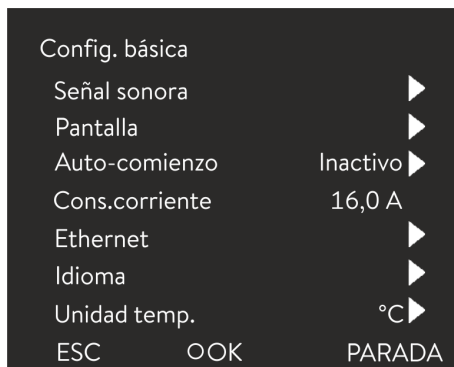 Config. básica
Señal sonora
Pantalla
Auto-comienzo Inactivo
Cons.corriente 16,0 A
Ethernet
Idioma
Unidad temp. °C
ESC OOK PARADA